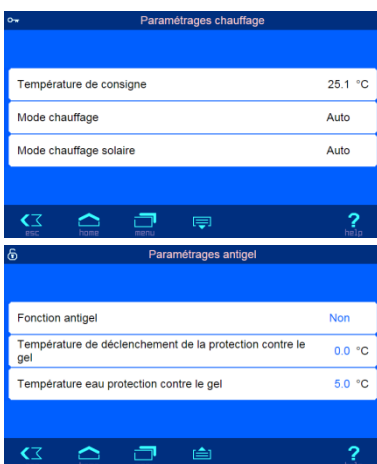 Paramétrages chauffage
Température de consigne 25.1 °C
Mode chauffage Auto
Mode chauffage solaire Auto
esc home menu help
Paramétrages antigel
Fonction antigel Non
Température de déclenchement de la protection contre le
gel 0.0 °C
Température eau protection contre le gel 5.0 °C
?